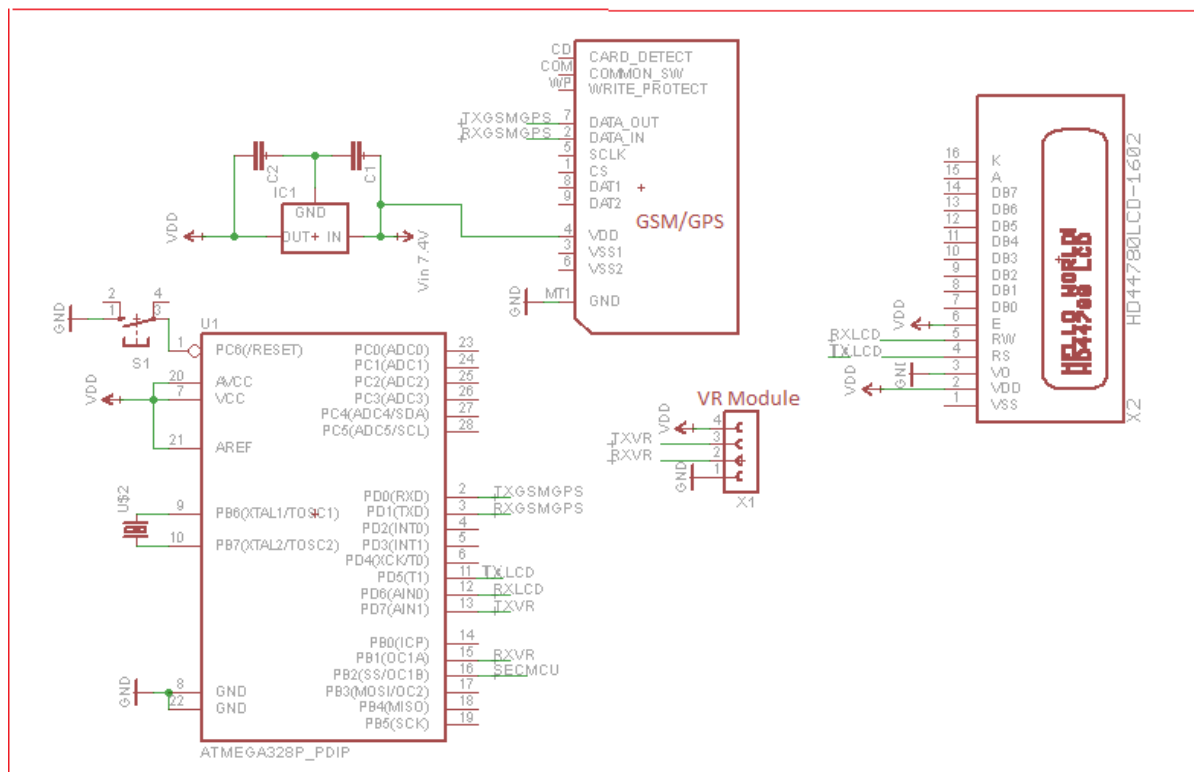 CD
CARD_DETECT
COM
COMMON_SW
WP
WRITE_PROTECT
TXGSMGPS
7
DATA_OUT
RXGSMGPS
2
DATA_IN
5
SCLK
1
CS
8
DAT1
9
DAT2
GSM/GPS
4
VDD
3
VSS1
6
VSS2
GND
MT1
GND
C2
C1
IC1
GND
OUT+ IN
VDD
Vin 7.4V
16
K
15
A
14
DB7
13
DB6
12
DB5
11
DB4
10
DB3
9
DB2
8
DB1
7
DB0
VDD
6
E
RXLCD
5
RW
TXLCD
4
RS
GND
3
VO
VDD
2
VDD
1
VSS
HD44780LCD-1602
X2
VR Module
VDD
4
TXVR
3
RXVR
2
GND
1
X1
GND
2
4
1
3
S1
U1
1
PC6(/RESET)
VDD
20
AVCC
7
VCC
21
AREF
U$2
9
PB6(XTAL1/TOSC1)
10
PB7(XTAL2/TOSC2)
GND
8
GND
22
GND
PC0(ADC0)
23
PC1(ADC1)
24
PC2(ADC2)
25
PC3(ADC3)
26
PC4(ADC4/SDA)
27
PC5(ADC5/SCL)
28
PD0(RXD)
2
TXGSMGPS
PD1(TXD)
3
RXGSMGPS
PD2(INT0)
4
PD3(INT1)
5
PD4(XCK/T0)
6
PD5(T1)
11
TXLCD
PD6(AIN0)
12
RXLCD
PD7(AIN1)
13
TXVR
PB0(ICP)
14
PB1(OC1A)
15
RXVR
PB2(SS/OC1B)
16
SECMCU
PB3(MOSI/OC2)
17
PB4(MISO)
18
PB5(SCK)
19
ATMEGA328P_PDIP